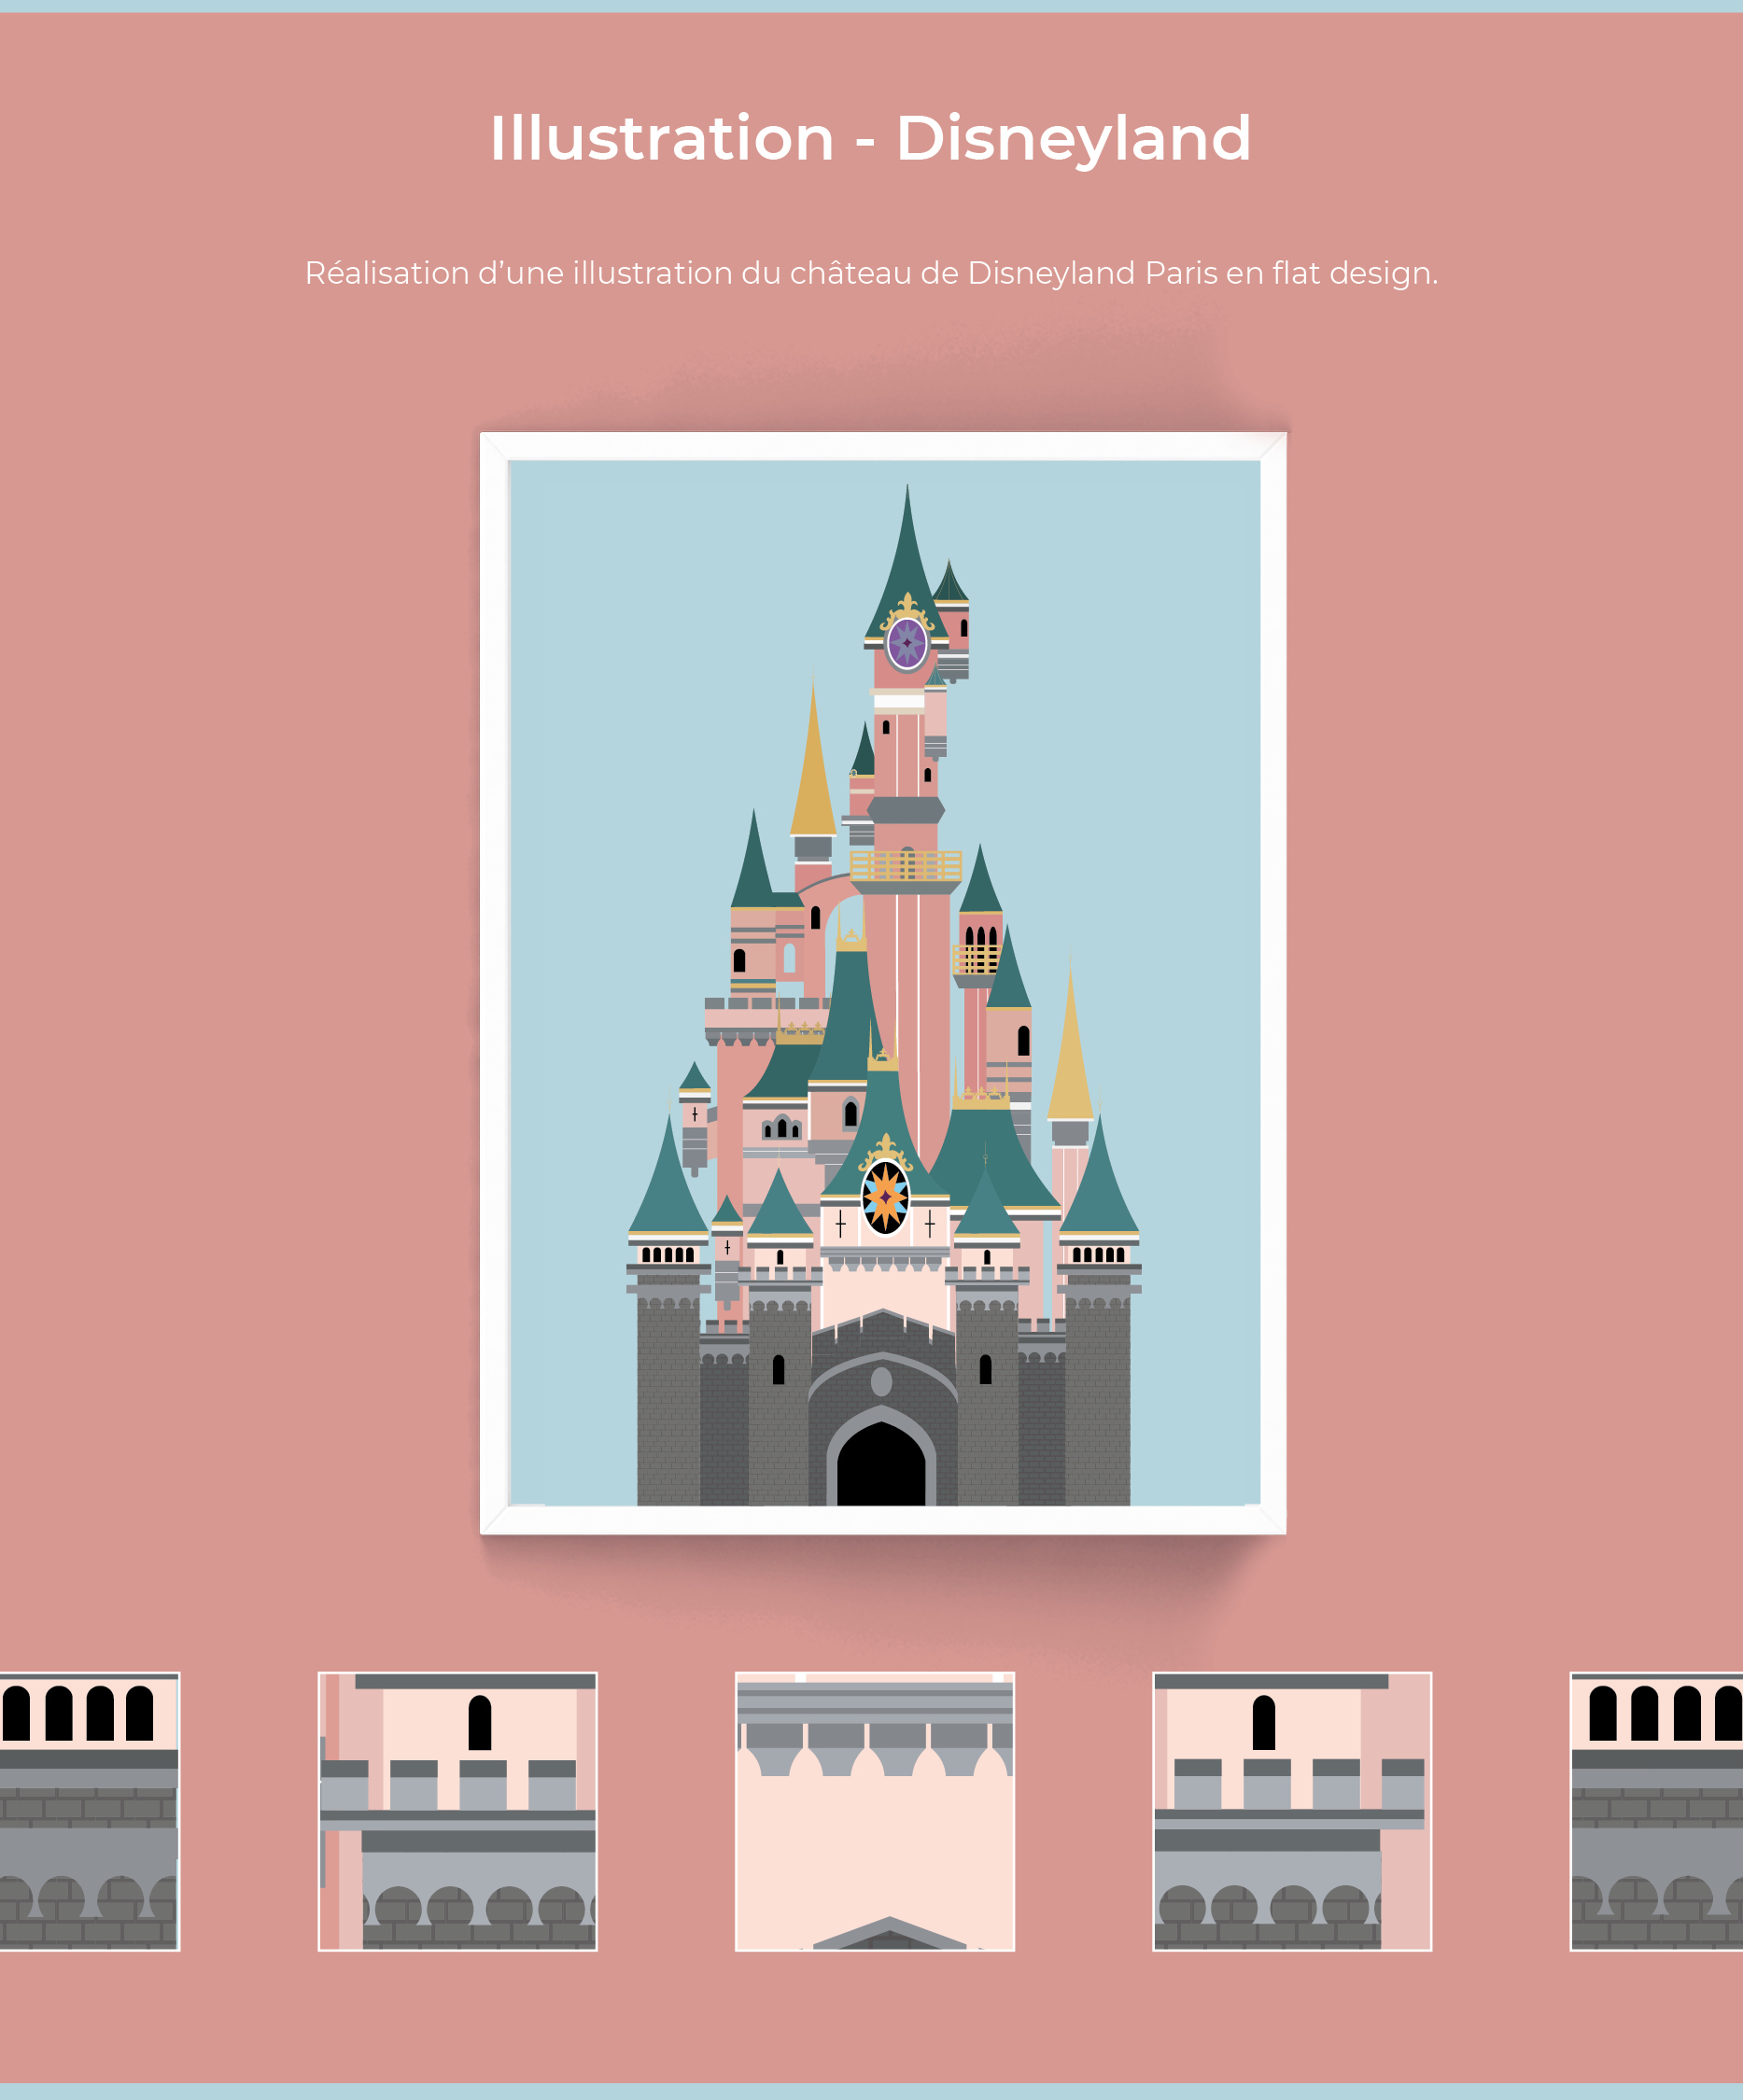 Illustration - Disneyland
Réalisation d’une illustration du château de Disneyland Paris en flat design.